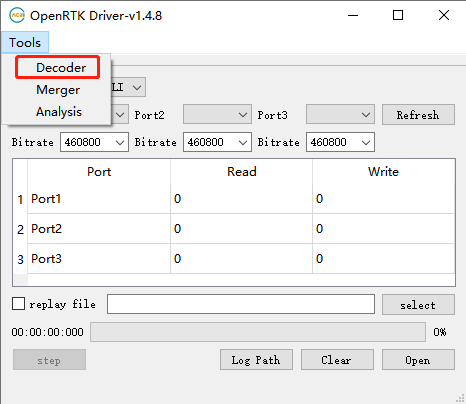 OpenRTK Driver-v1.4.8
Tools
Decoder
Merger
Analysis
LI
Port2 Port3 Refresh
Bitrate 460800 Bitrate 460800 Bitrate 460800
Port Read Write
1 Port1 0 0
2 Port2 0 0
3 Port3 0 0
replay file select
00:00:00:000 0%
step Log Path Clear Open